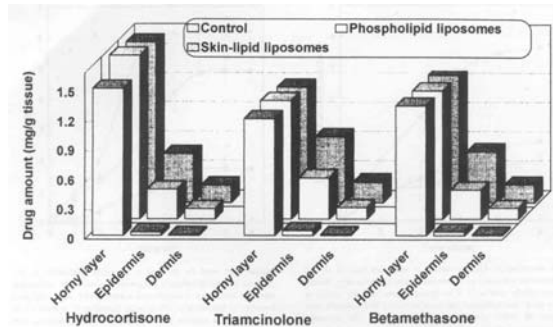 Control Phospholipid liposomes
Skin-lipid liposomes
Drug amount (mg/g tissue)
1.5
1.2
0.9
0.6
0.3
0
Horny layer Epidermis Dermis Horny layer Epidermis Dermis Horny layer Epidermis Dermis
Hydrocortisone Triamcinolone Betamethasone